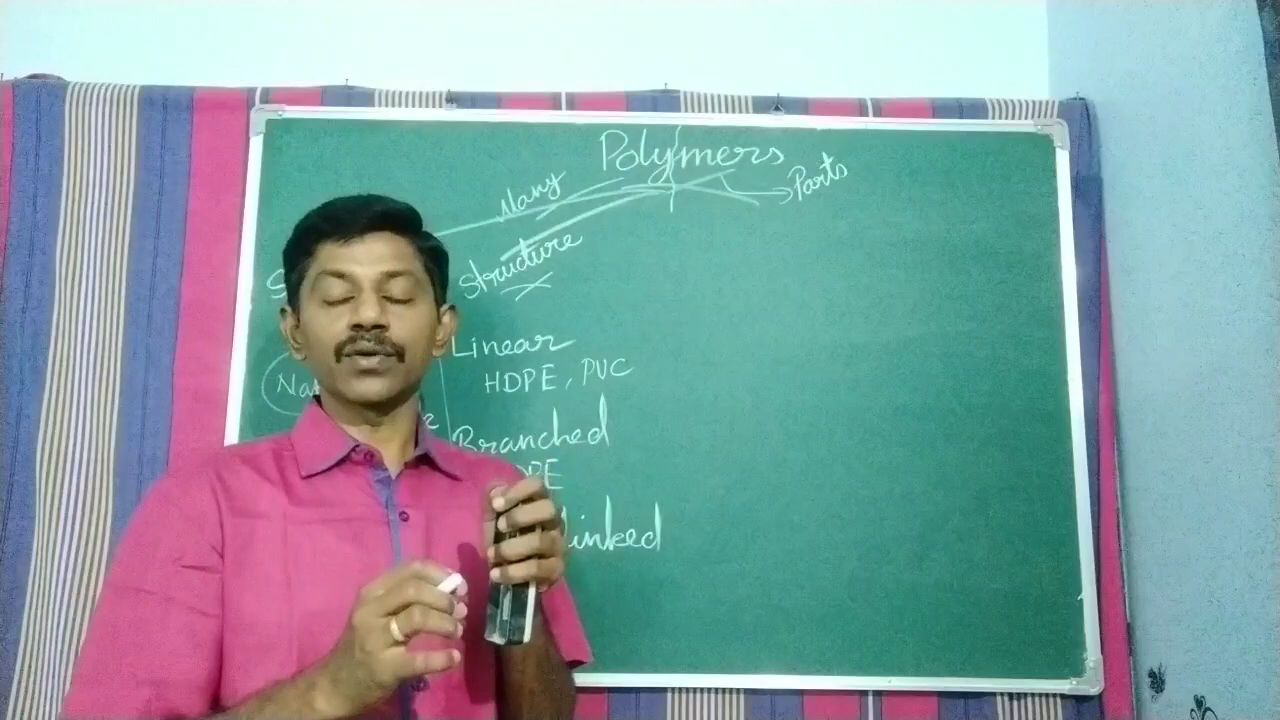 Polymers
Many
Parts
Structure
Linear
HDPE, PVC
Branched
linked